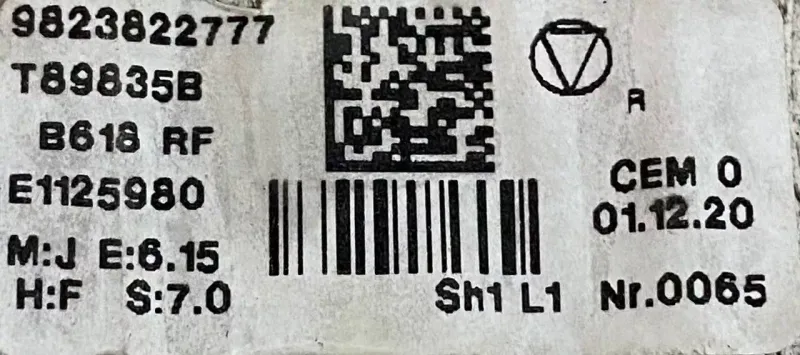 9823822777
T89835B
B618 RF
E1125980
M:J E:6.15
H:F S:7.0
R
CEM 0
01.12.20
Sh1 L1 Nr.0065